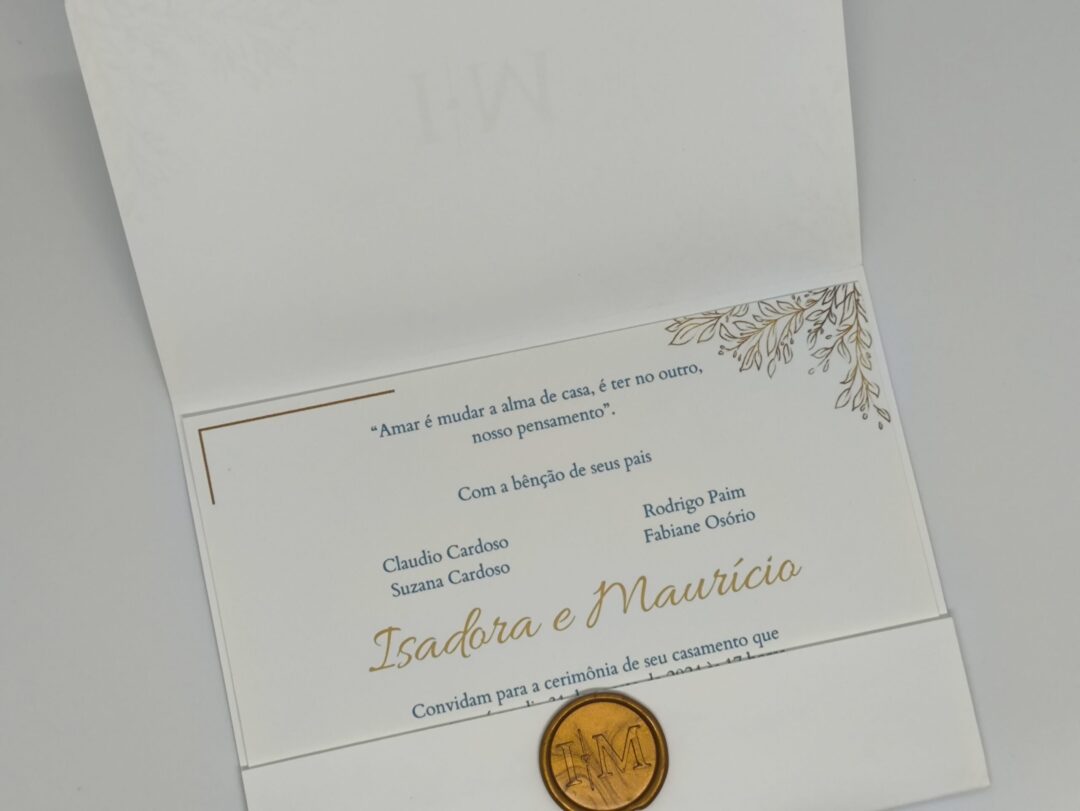 “Amar é mudar a alma de casa, é ter no outro,
nosso pensamento”.
Com a bênção de seus pais
Claudio Cardoso
Suzana Cardoso
Rodrigo Paim
Fabiane Osório
Isadora e Maurício
Convidam para a cerimônia de seu casamento que
I M